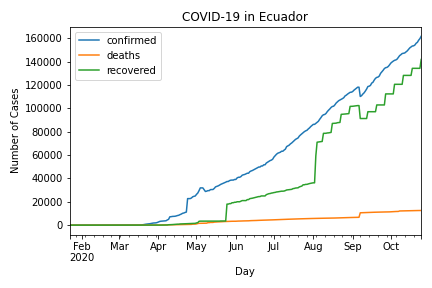 COVID-19 in Ecuador
confirmed
deaths
recovered
Number of Cases
160000
140000
120000
100000
80000
60000
40000
20000
0
Feb Mar Apr May Jun Jul Aug Sep Oct
2020
Day